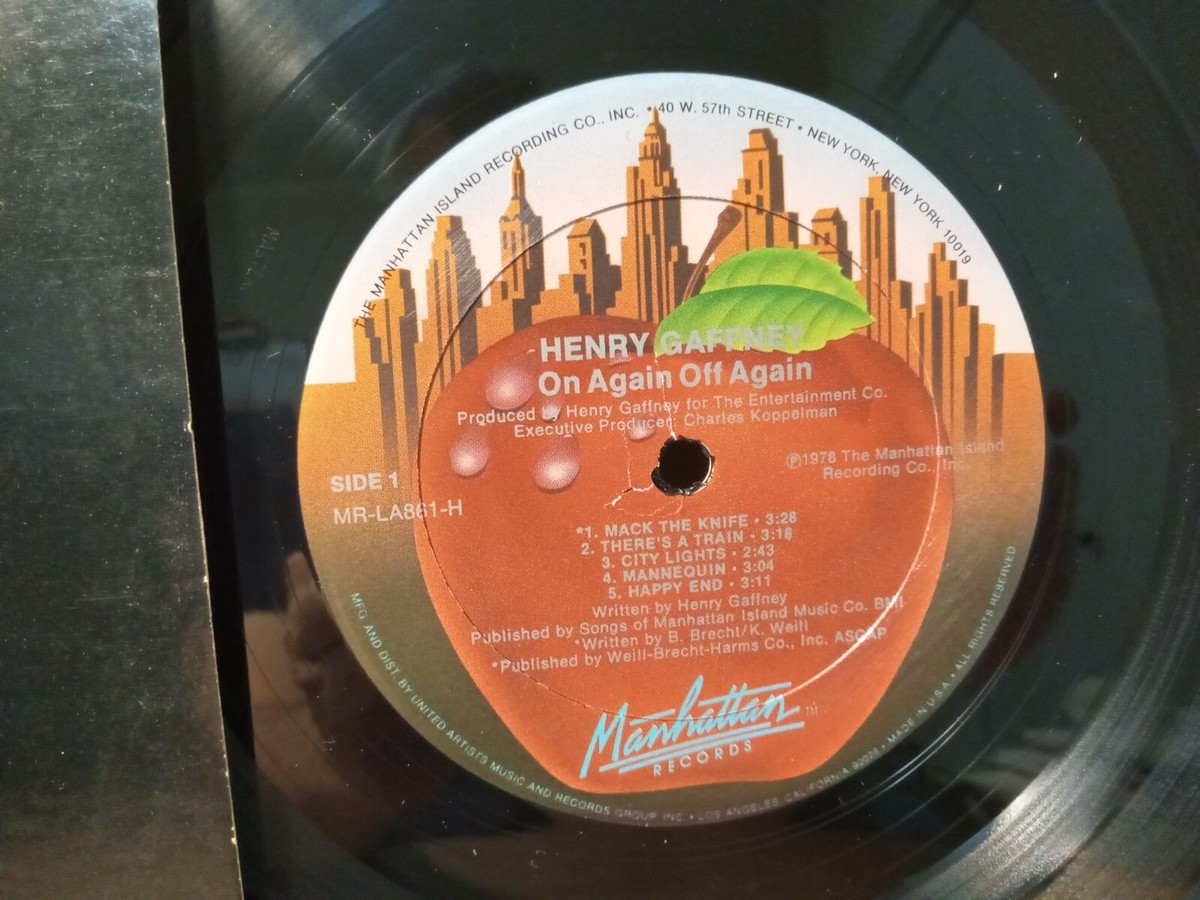 THE MANHATTAN ISLAND RECORDING CO., INC. • 40 W. 57th STREET • NEW YORK, NEW YORK 10019
HENRY GAFFNEY
On Again Off Again
Produced by Henry Gaffney for The Entertainment Co.
Executive Producer: Charles Koppelman
℗1978 The Manhattan Island
Recording Co., Inc.
SIDE 1
MR-LA861-H
*1. MACK THE KNIFE • 3:28
2. THERE'S A TRAIN • 3:18
3. CITY LIGHTS • 2:43
4. MANNEQUIN • 3:04
5. HAPPY END • 3:11
Written by Henry Gaffney
Published by Songs of Manhattan Island Music Co. BMI
*Written by B. Brecht/K. Weill
*Published by Weill-Brecht-Harms Co., Inc. ASCAP
Manhattan TM
RECORDS
MFG AND DIST. BY UNITED ARTISTS MUSIC AND RECORDS GROUP INC • LOS ANGELES CALIFORNIA 90028 • MADE IN U.S.A. • ALL RIGHTS RESERVED